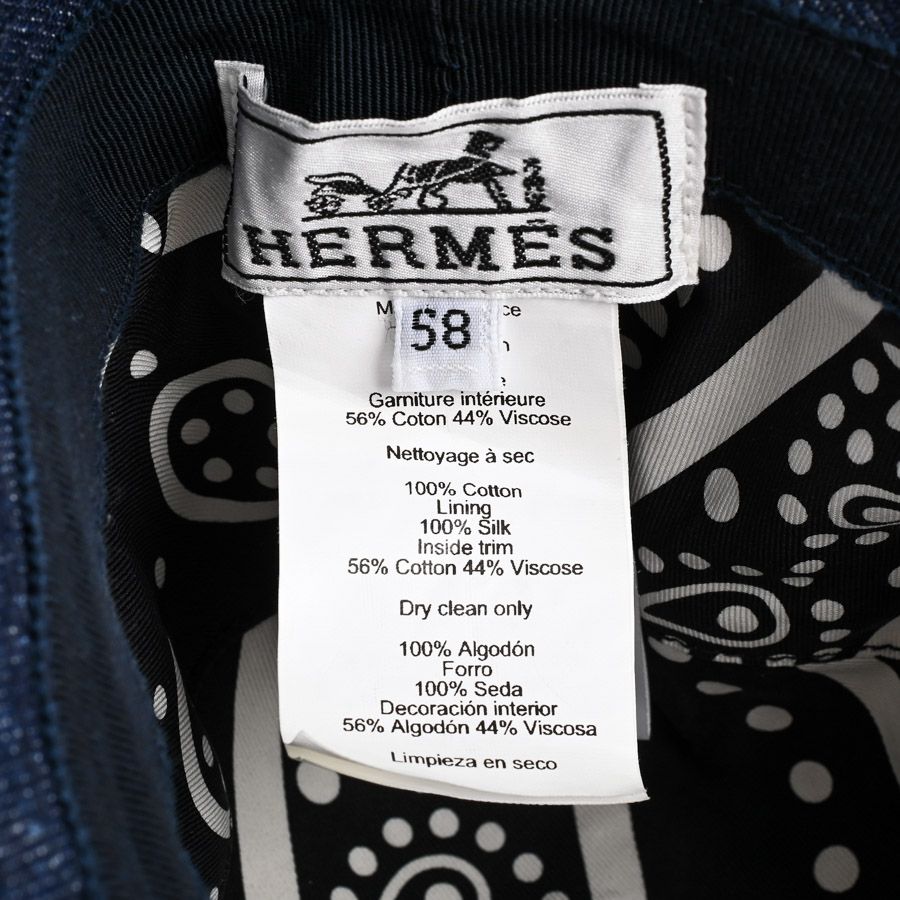 HERMÈS
58
Garniture intérieure
56% Coton 44% Viscose
Nettoyage à sec
100% Cotton
Lining
100% Silk
Inside trim
56% Cotton 44% Viscose
Dry clean only
100% Algodón
Forro
100% Seda
Decoración interior
56% Algodón 44% Viscosa
Limpieza en seco